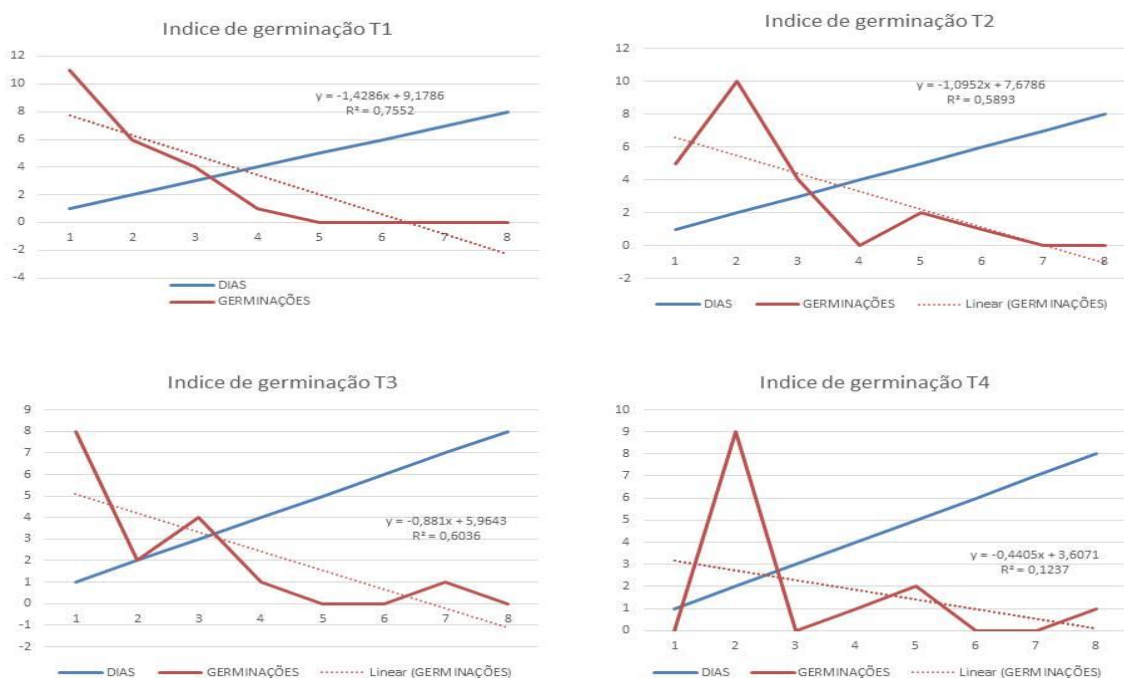 Indice de germinação T1
12
10
8
6
4
2
0
-2
-4
y = -1,4286x + 9,1786
R² = 0,7552
1 2 3 4 5 6 7 8
DIAS
GERMINAÇÕES
Indice de germinação T2
12
10
8
6
4
2
0
-2
y = -1,0952x + 7,6786
R² = 0,5893
1 2 3 4 5 6 7 8
DIAS GERMINAÇÕES Linear (GERMINAÇÕES)
Indice de germinação T3
9
8
7
6
5
4
3
2
1
0
-1
-2
y = -0,881x + 5,9643
R² = 0,6036
1 2 3 4 5 6 7 8
DIAS GERMINAÇÕES Linear (GERMINAÇÕES)
Indice de germinação T4
10
9
8
7
6
5
4
3
2
1
0
y = -0,4405x + 3,6071
R² = 0,1237
1 2 3 4 5 6 7 8
DIAS GERMINAÇÕES Linear (GERMINAÇÕES)